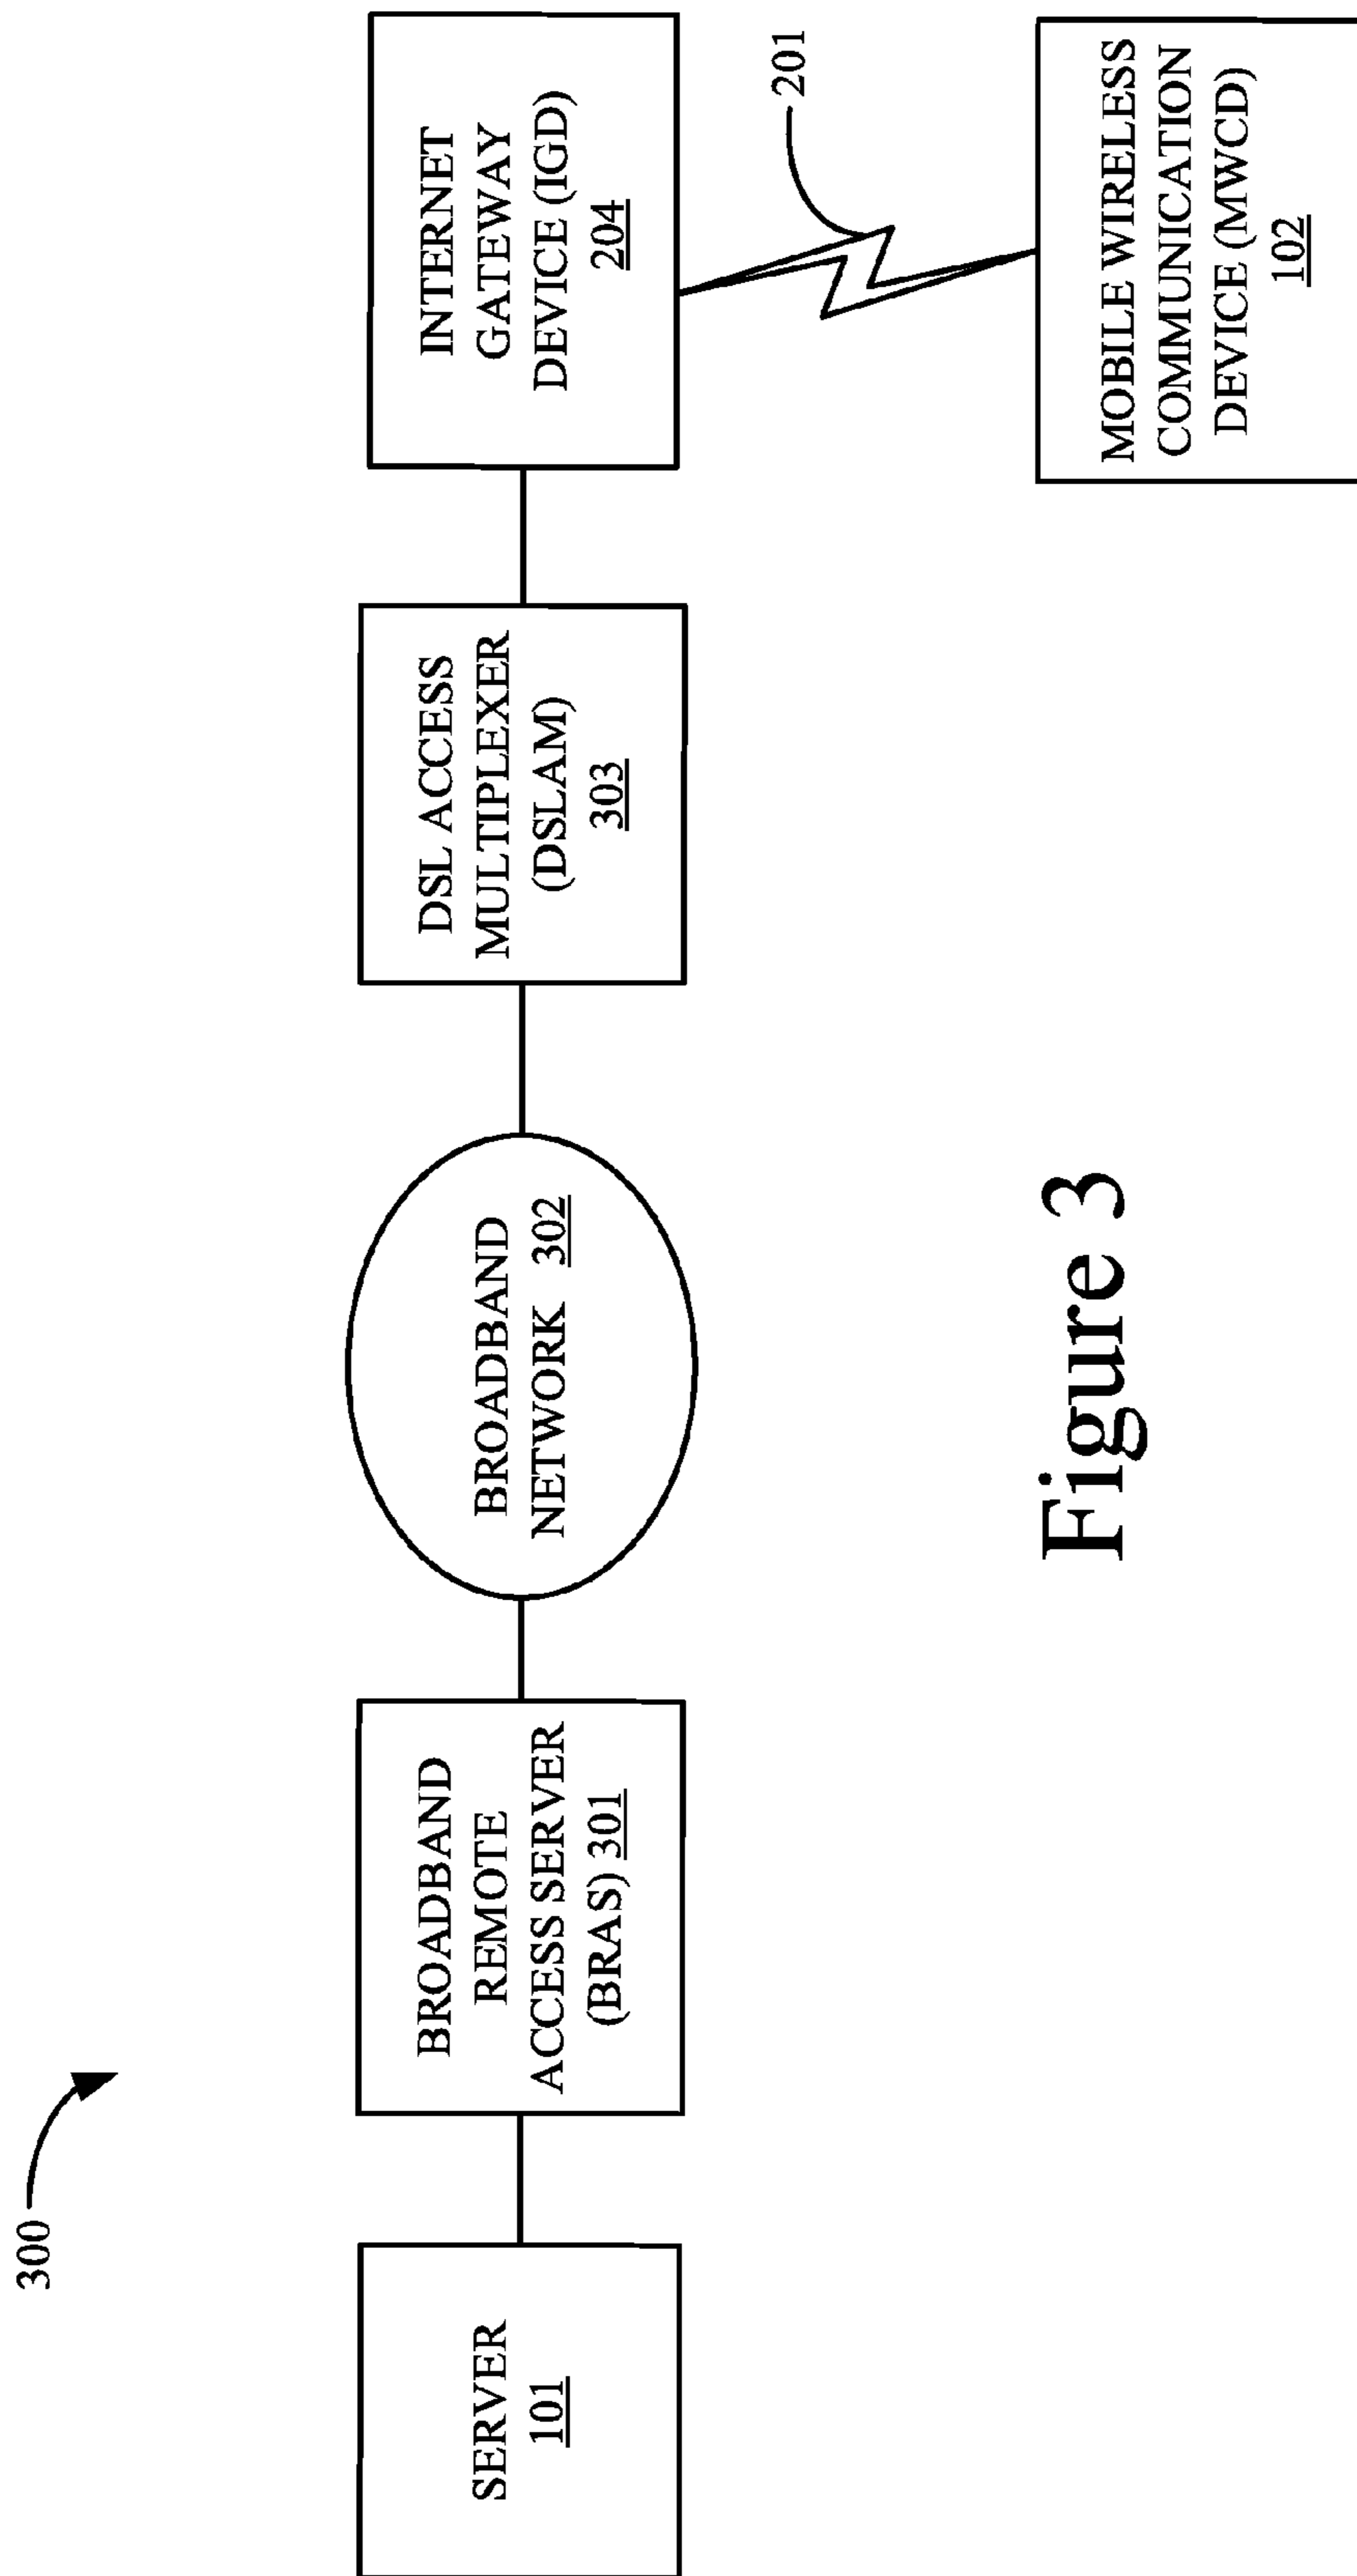 300
SERVER
101
BROADBAND
REMOTE
ACCESS SERVER
(BRAS) 301
BROADBAND
NETWORK 302
DSL ACCESS
MULTIPLEXER
(DSLAM)
303
INTERNET
GATEWAY
DEVICE (IGD)
204
201
MOBILE WIRELESS
COMMUNICATION
DEVICE (MWCD)
102
Figure 3